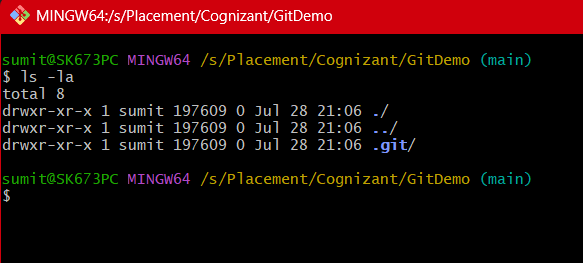 MINGW64:/s/Placement/Cognizant/GitDemo
sumit@SK673PC MINGW64 /s/Placement/Cognizant/GitDemo (main)
$ ls -la
total 8
drwxr-xr-x 1 sumit 197609 0 Jul 28 21:06 ./
drwxr-xr-x 1 sumit 197609 0 Jul 28 21:06 ../
drwxr-xr-x 1 sumit 197609 0 Jul 28 21:06 .git/
sumit@SK673PC MINGW64 /s/Placement/Cognizant/GitDemo (main)
$